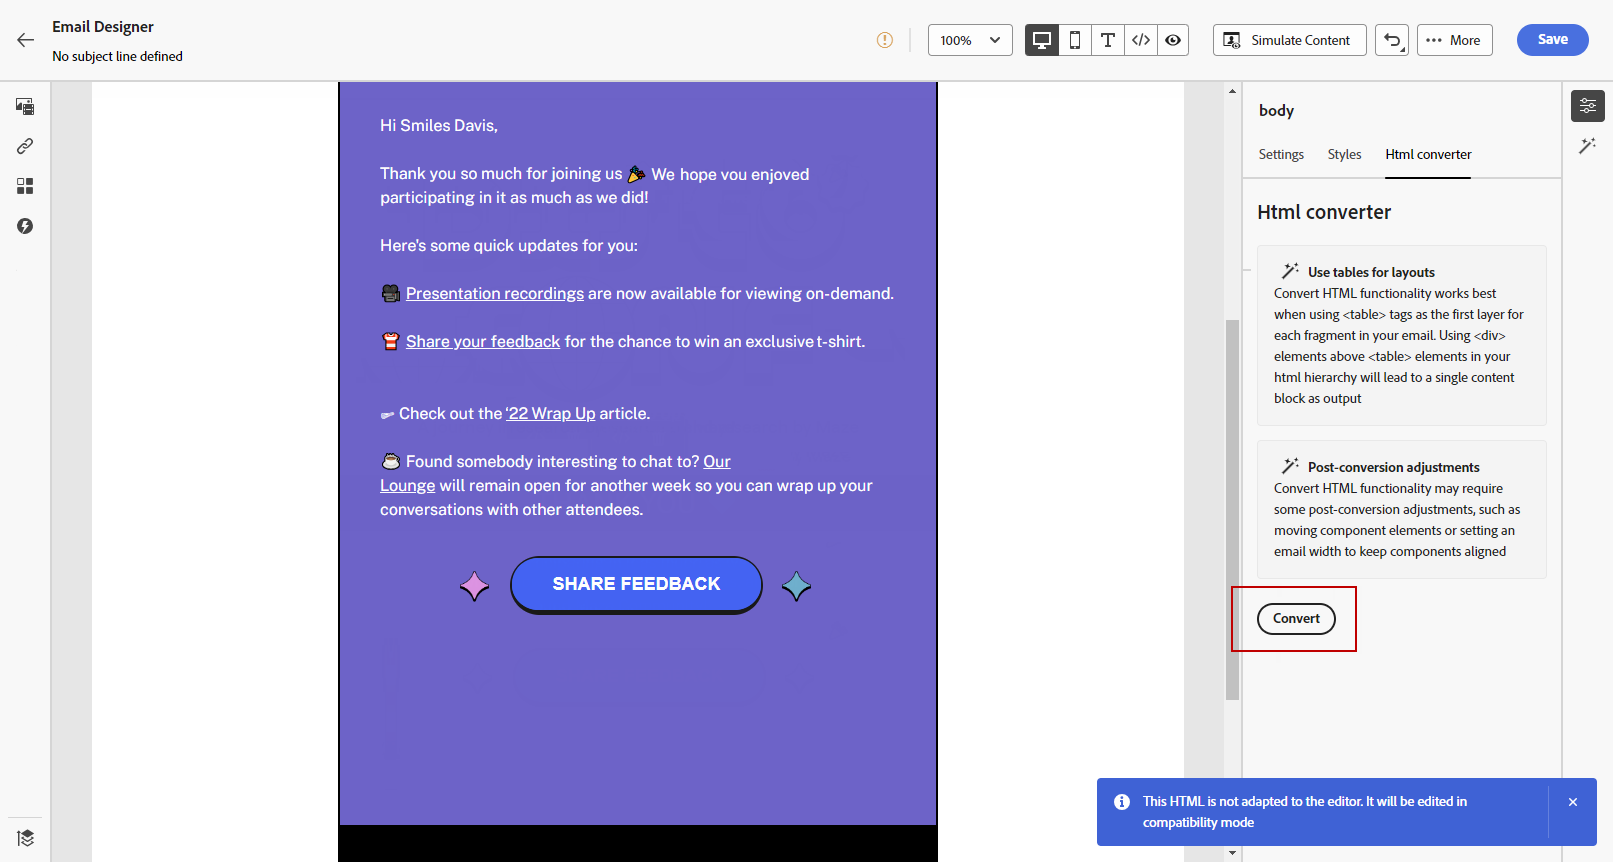 Email Designer
No subject line defined
100%
Simulate Content
More
Save
Hi Smiles Davis,
Thank you so much for joining us We hope vou enjoved
participating in it as much as we did!
Here's some quick updates for you:
Presentation recordings are now available for viewing on-demand.
Share your feedback for the chance to win an exclusive t-shirt.
Check out the ‘22 Wrap Up article.
Found somebody interesting to chat to? Our
Lounge will remain open for another week so you can wrap up your
conversations with other attendees.
SHARE FEEDBACK
body
Settings Styles Html converter
Html converter
Use tables for layouts
Convert HTML functionality works best
when using <table> tags as the first layer for
each fragment in your email. Using <div>
elements above <table> elements in your
html hierarchy will lead to a single content
block as output
Post-conversion adjustments
Convert HTML functionality may require
some post-conversion adjustments, such as
moving component elements or setting an
email width to keep components aligned
Convert
This HTML is not adapted to the editor. It will be edited in
compatibility mode